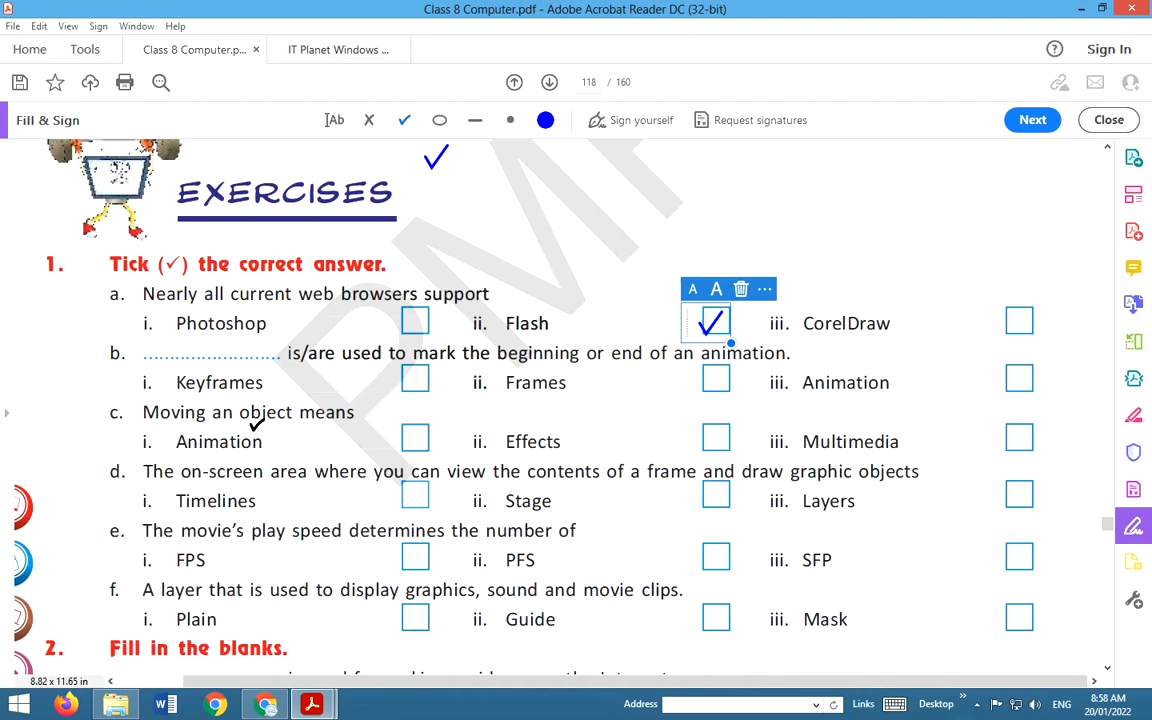 Class 8 Computer.pdf - Adobe Acrobat Reader DC (32-bit)
File Edit View Sign Window Help
Home Tools Class 8 Computer.p... × IT Planet Windows ... ? Sign In
118 / 160
Fill & Sign Ab Sign yourself Request signatures Next Close
EXERCISES
1. Tick (✓) the correct answer.
a. Nearly all current web browsers support
A A ...
i. Photoshop ii. Flash ✓ iii. CorelDraw
b. .......................... is/are used to mark the beginning or end of an animation.
i. Keyframes ii. Frames iii. Animation
c. Moving an object means
i. Animation ii. Effects iii. Multimedia
d. The on-screen area where you can view the contents of a frame and draw graphic objects
i. Timelines ii. Stage iii. Layers
e. The movie's play speed determines the number of
i. FPS ii. PFS iii. SFP
f. A layer that is used to display graphics, sound and movie clips.
i. Plain ii. Guide iii. Mask
2. Fill in the blanks.
8.82 x 11.65 in
Address Links Desktop » ENG 8:58 AM
20/01/2022